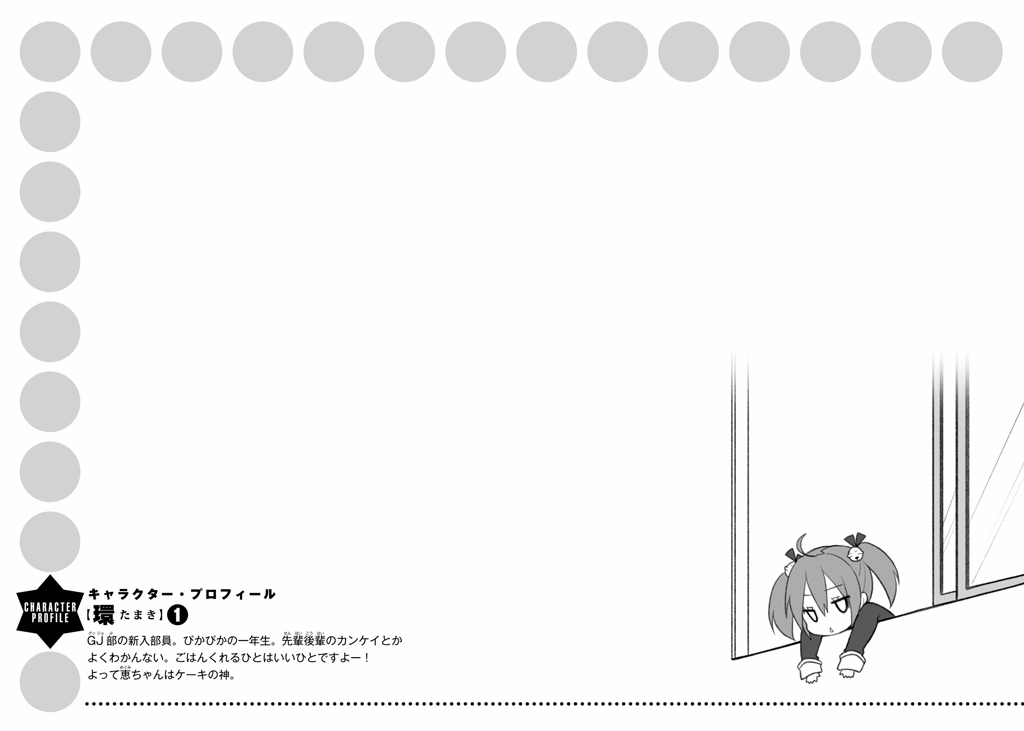 キャラクター・プロフィール
CHARACTER
PROFILE
【環 たまき】❶
GJ部の新入部員。ぴかぴかの一年生。先輩後輩のカンケイとか
よくわかんない。ごはんくれるひとはいいひとですよー！
よって恵ちゃんはケーキの神。